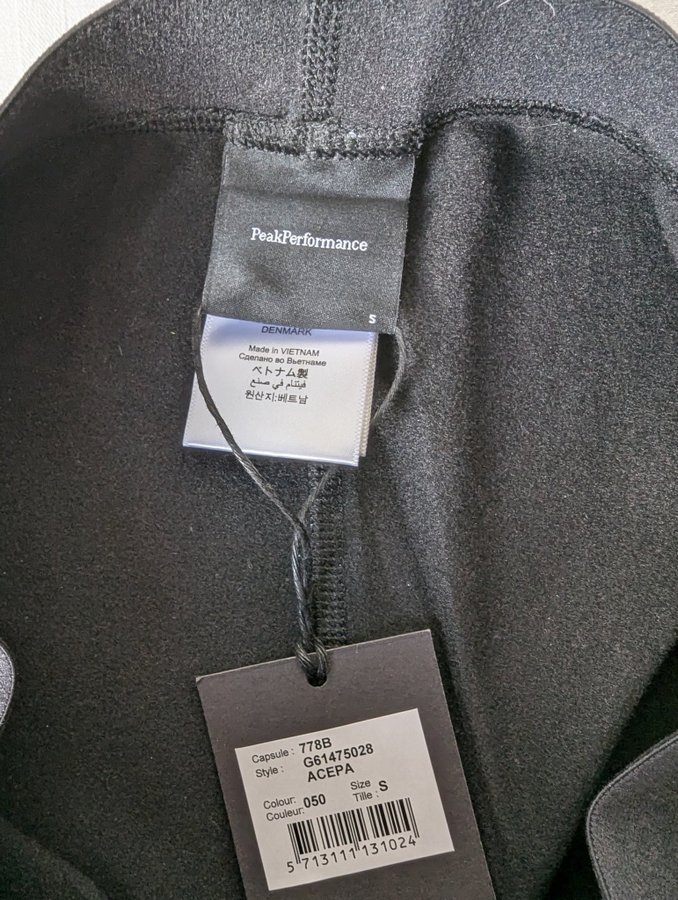 PeakPerformance
S
DENMARK
Made in VIETNAM
Сделано во Вьетнаме
ベトナム製
فيتنام في صنع
원산지:베트남
Capsule : 778B
Style : G61475028
ACEPA
Colour: 050 Size
Couleur: Tille : S
5 713111 131024